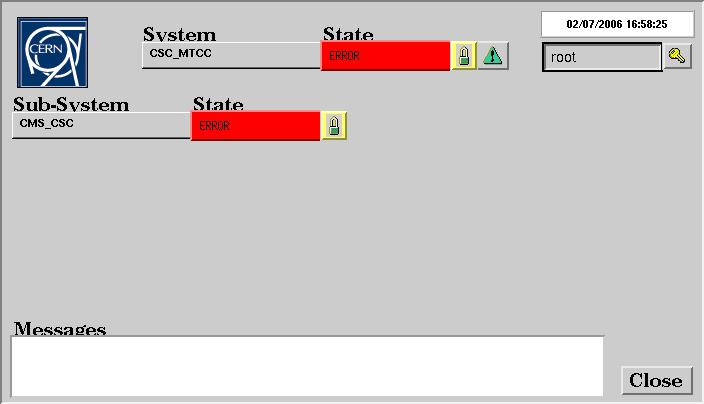 02/07/2006 16:58:25
CERN
System State
CSC_MTCC ERROR
root
Sub-System State
CMS_CSC ERROR
Messages
Close